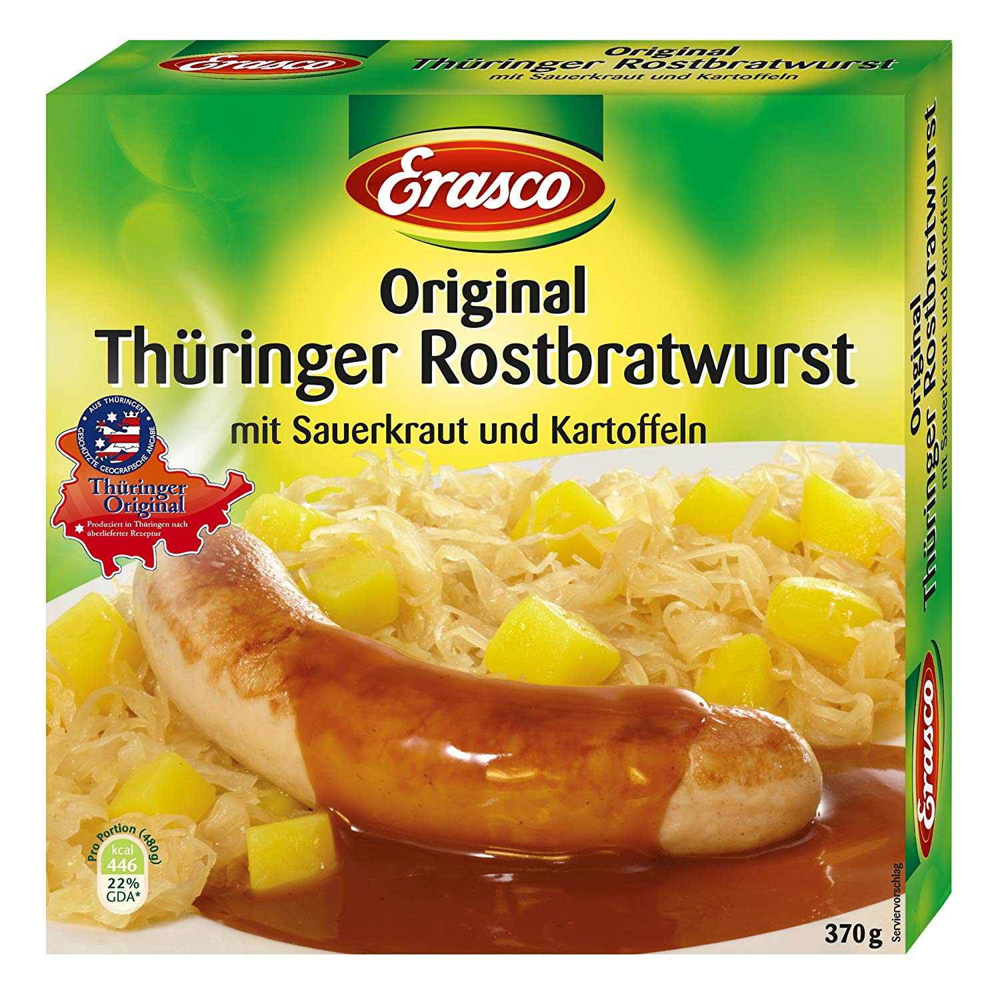 Erasco
Original
Thüringer Rostbratwurst
mit Sauerkraut und Kartoffeln
Erasco
Original
Thüringer Rostbratwurst
mit Sauerkraut und Kartoffeln
AUS THÜRINGEN
GESCHÜTZTE GEOGRAFISCHE ANGABE
Thüringer
Original
Produziert in Thüringen nach
überlieferter Rezeptur
Pro Portion (480g)
kcal
446
22%
GDA*
370g
Serviervorschlag
Original
Thüringer Rostbratwurst
mit Sauerkraut und Kartoffeln
Erasco